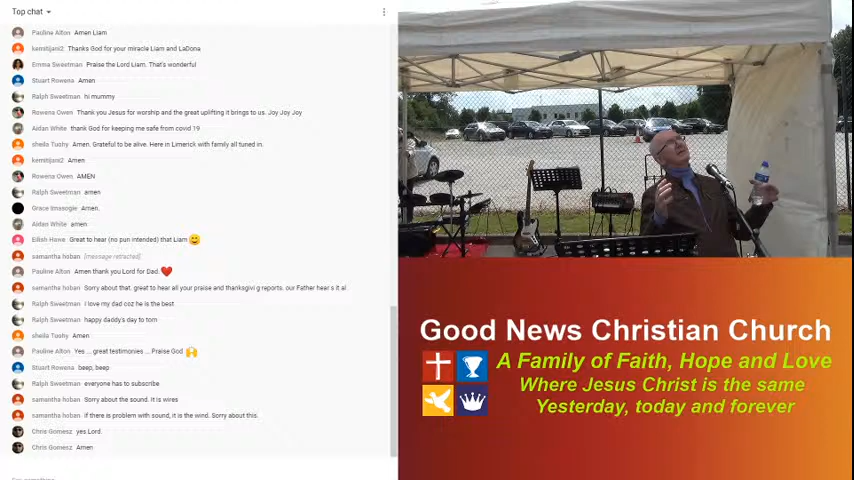 Top chat
Pauline Alton Amen Liam
kemitijani2 Thanks God for your miracle Liam and LaDona
Emma Sweetman Praise the Lord Liam. That's wonderful
Stuart Rowena Amen
Ralph Sweetman hi mummy
Rowena Owen Thank you Jesus for worship and the great uplifting it brings to us. Joy Joy Joy
Aidan White thank God for keeping me safe from covid 19
sheila Tuohy Amen. Grateful to be alive. Here in Limerick with family all tuned in.
kemitijani2 Amen
Rowena Owen AMEN
Ralph Sweetman amen
Grace Imasogie Amen.
Aidan White amen
Eilish Howe Great to hear (no pun intended) that Liam
samantha hoban [message retracted]
Pauline Alton Amen thank you Lord for Dad.
samantha hoban Sorry about that, great to hear all your praise and thanksgivi g reports, our Father hear s it al
Ralph Sweetman I love my dad coz he is the best
Ralph Sweetman happy daddy's day to tom
sheila Tuohy Amen
Pauline Alton Yes ... great testimonies ... Praise God
Stuart Rowena beep, beep
Ralph Sweetman everyone has to subscribe
samantha hoban Sorry about the sound. It is wires
samantha hoban if there is problem with sound, it is the wind. Sorry about this.
Chris Gomesz yes Lord.
Chris Gomesz Amen
Good News Christian Church
A Family of Faith, Hope and Love
Where Jesus Christ is the same
Yesterday, today and forever